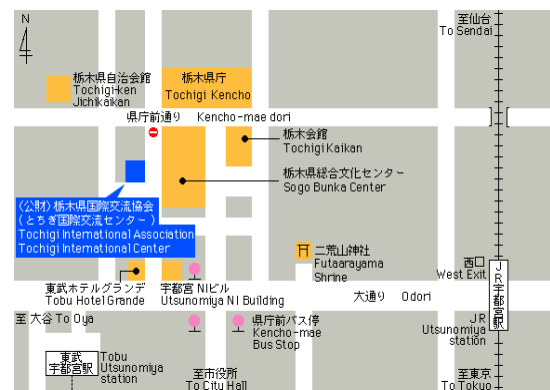 N
至仙台
To Sendai
栃木県自治会館
Tochigi-ken
Jichikaikan
栃木県庁
Tochigi Kencho
県庁前通り Kencho-mae dori
栃木会館
Tochigi Kaikan
栃木県総合文化センター
Sogo Bunka Center
(公財)栃木県国際交流協会
(とちぎ国際交流センター)
Tochigi International Association
Tochigi International Center
二荒山神社
Futaarayama
Shrine
西口
West Exit
JR宇都宮駅
東武ホテルグランデ
Tobu Hotel Grande
宇都宮 NIビル
Utsunomiya NI Building
大通り Odori
至 大谷 To Oya
県庁前バス停
Kencho-mae
Bus Stop
JR
Utsunomiya
station
東武
宇都宮駅
Tobu
Utsunomiya
station
至市役所
To City Hall
至東京
To Tokyo